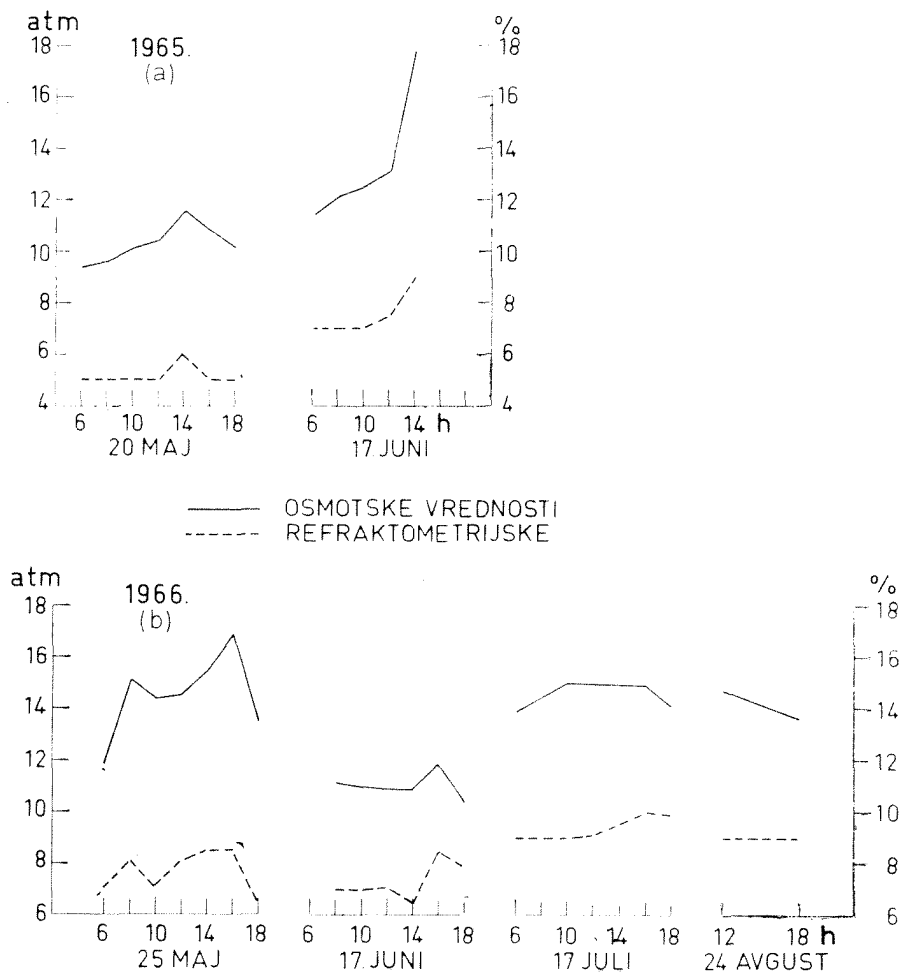 atm 1965. %
(a)
18 18
16 16
14 14
12 12
10 10
8 8
6 6
4 4
6 10 14 18 6 10 14 h
20 MAJ 17. JUNI
OSMOTSKE VREDNOSTI
REFRAKTOMETRIJSKE
atm 1966. %
(b)
18 18
16 16
14 14
12 12
10 10
8 8
6 6
6 10 14 18 6 10 14 18 6 10 14 18 12 18 h
25 MAJ 17. JUNI 17 JULI 24 AVGUST